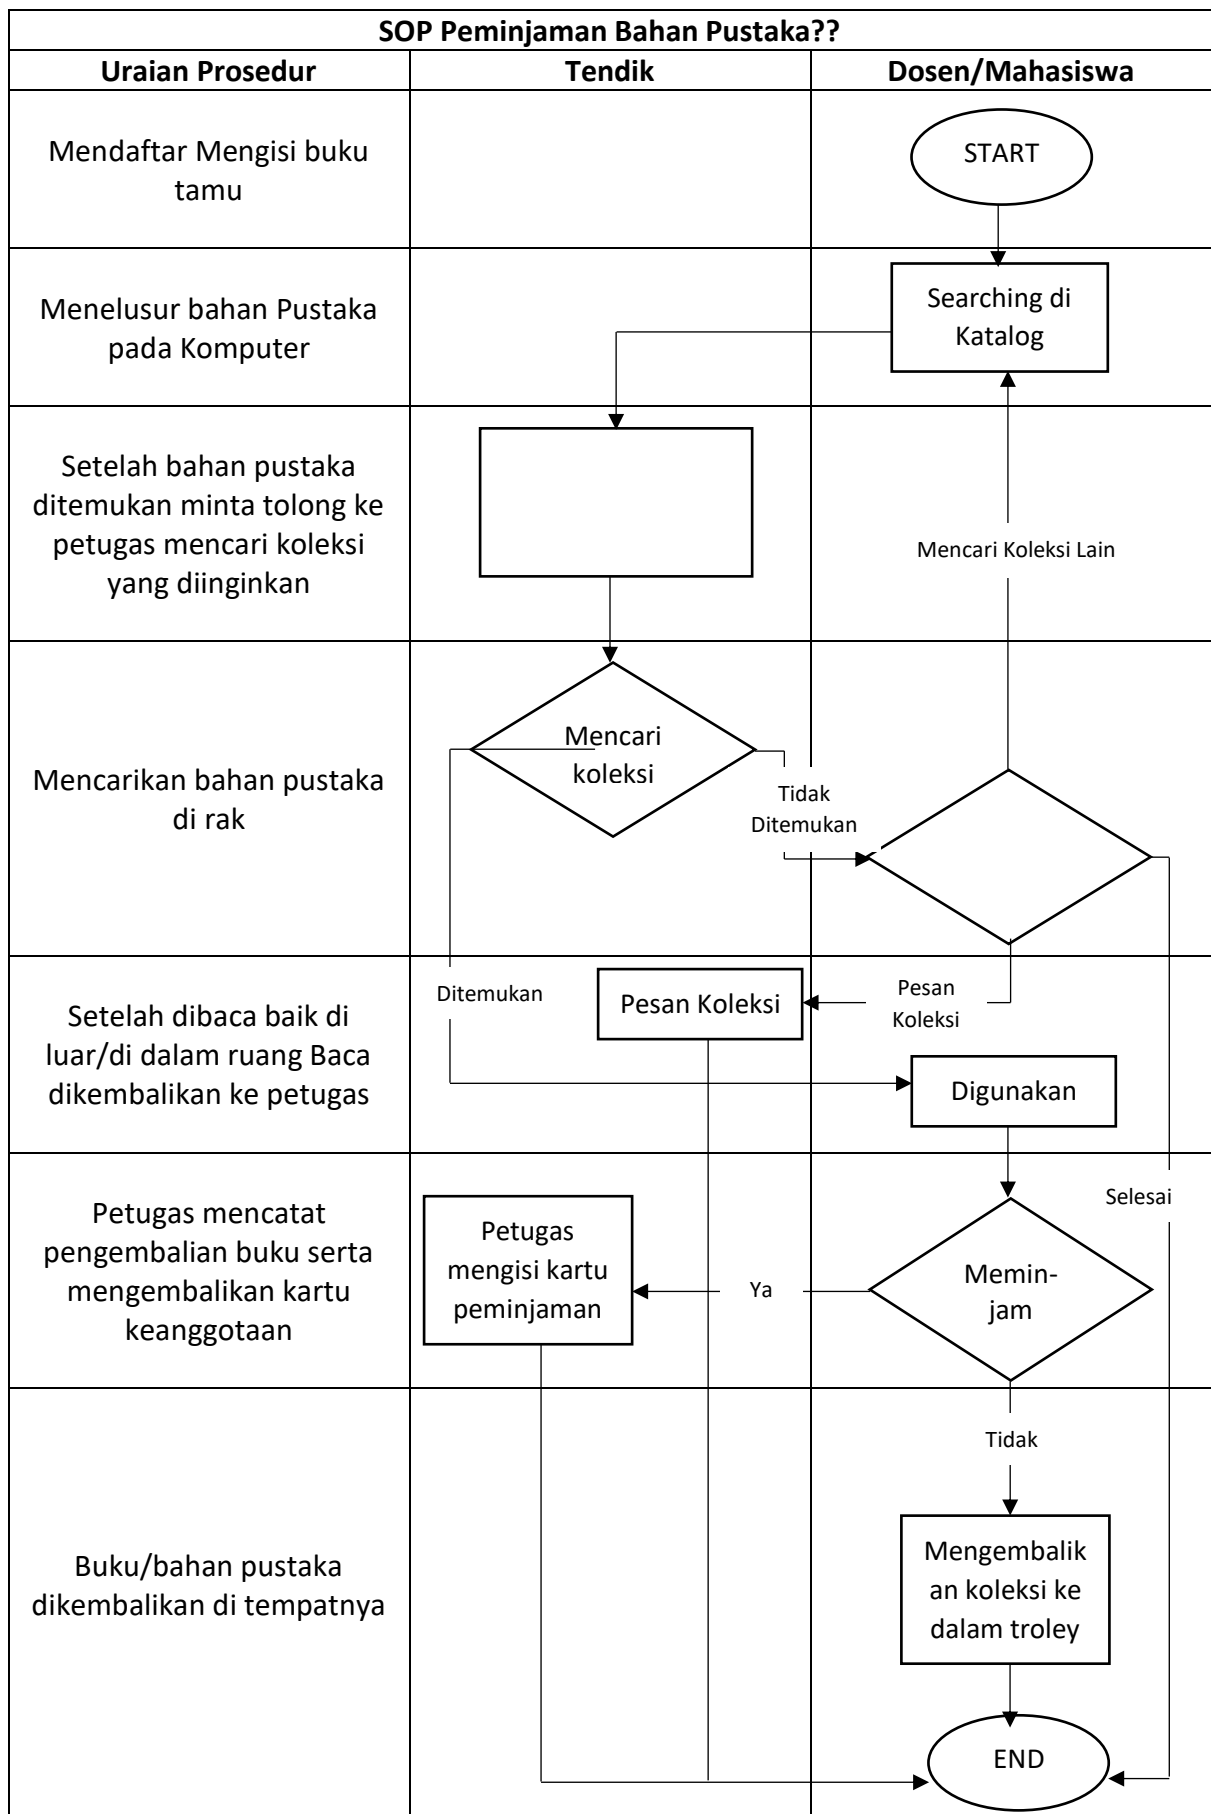 SOP Peminjaman Bahan Pustaka??
Uraian Prosedur
Tendik
Dosen/Mahasiswa
Mendaftar Mengisi buku
tamu
START
Menelusur bahan Pustaka
pada Komputer
Searching di
Katalog
Setelah bahan pustaka
ditemukan minta tolong ke
petugas mencari koleksi
yang diinginkan
Mencari Koleksi Lain
Mencarikan bahan pustaka
di rak
Mencari
koleksi
Tidak
Ditemukan
Setelah dibaca baik di
luar/di dalam ruang Baca
dikembalikan ke petugas
Ditemukan
Pesan Koleksi
Pesan
Koleksi
Digunakan
Petugas mencatat
pengembalian buku serta
mengembalikan kartu
keanggotaan
Petugas
mengisi kartu
peminjaman
Ya
Memin-
jam
Selesai
Buku/bahan pustaka
dikembalikan di tempatnya
Tidak
Mengembalik
an koleksi ke
dalam troley
END